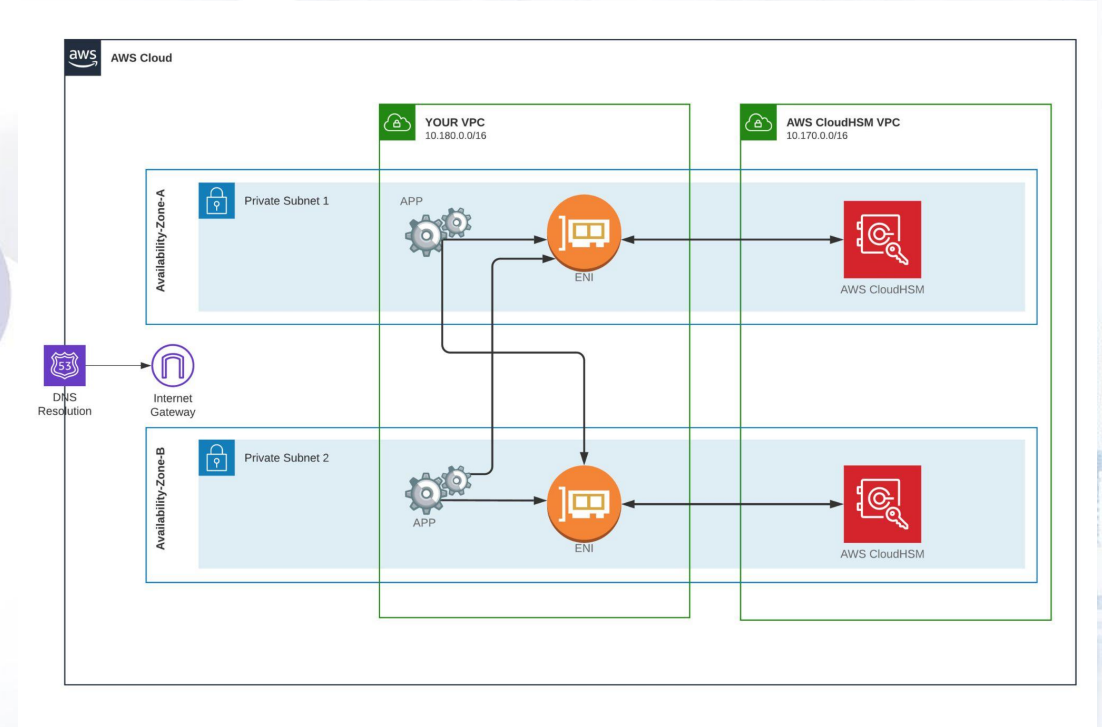 aws
AWS Cloud
YOUR VPC
10.180.0.0/16
AWS CloudHSM VPC
10.170.0.0/16
Availability-Zone-A
Private Subnet 1
APP
ENI
AWS CloudHSM
53
DNS
Resolution
Internet
Gateway
Availability-Zone-B
Private Subnet 2
APP
ENI
AWS CloudHSM